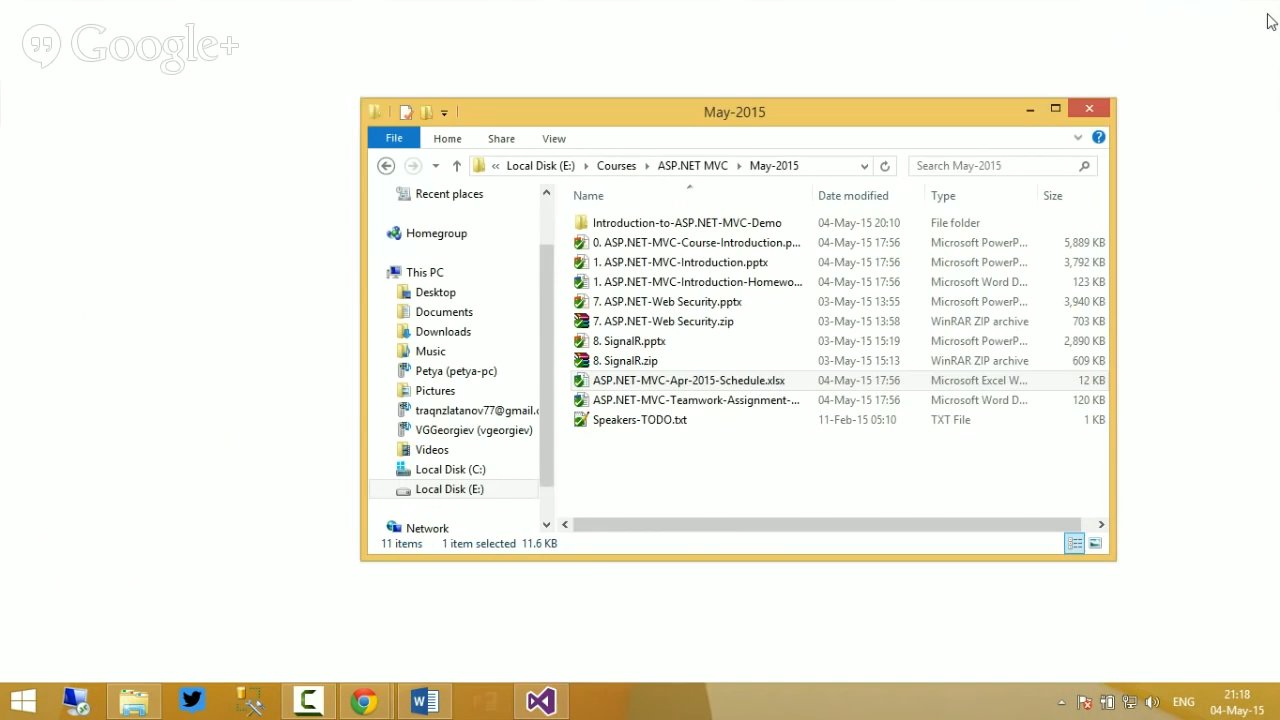 Google+
May-2015
File Home Share View
« Local Disk (E:) Courses ASP.NET MVC May-2015 Search May-2015
Recent places
Homegroup
This PC
Desktop
Documents
Downloads
Music
Petya (petya-pc)
Pictures
traqnzlatanov77@gmail.c
VGGeorgiev (vgeorgiev)
Videos
Local Disk (C:)
Local Disk (E:)
Network
Name Date modified Type Size
Introduction-to-ASP.NET-MVC-Demo 04-May-15 20:10 File folder
0. ASP.NET-MVC-Course-Introduction.p... 04-May-15 17:56 Microsoft PowerP... 5,889 KB
1. ASP.NET-MVC-Introduction.pptx 04-May-15 17:56 Microsoft PowerP... 3,792 KB
1. ASP.NET-MVC-Introduction-Homewo... 04-May-15 17:56 Microsoft Word D... 123 KB
7. ASP.NET-Web Security.pptx 03-May-15 13:55 Microsoft PowerP... 3,940 KB
7. ASP.NET-Web Security.zip 03-May-15 13:58 WinRAR ZIP archive 703 KB
8. SignalR.pptx 03-May-15 15:19 Microsoft PowerP... 2,890 KB
8. SignalR.zip 03-May-15 15:13 WinRAR ZIP archive 609 KB
ASP.NET-MVC-Apr-2015-Schedule.xlsx 04-May-15 17:56 Microsoft Excel W... 12 KB
ASP.NET-MVC-Teamwork-Assignment-... 04-May-15 17:56 Microsoft Word D... 120 KB
Speakers-TODO.txt 11-Feb-15 05:10 TXT File 1 KB
11 items 1 item selected 11.6 KB
ENG
21:18
04-May-15